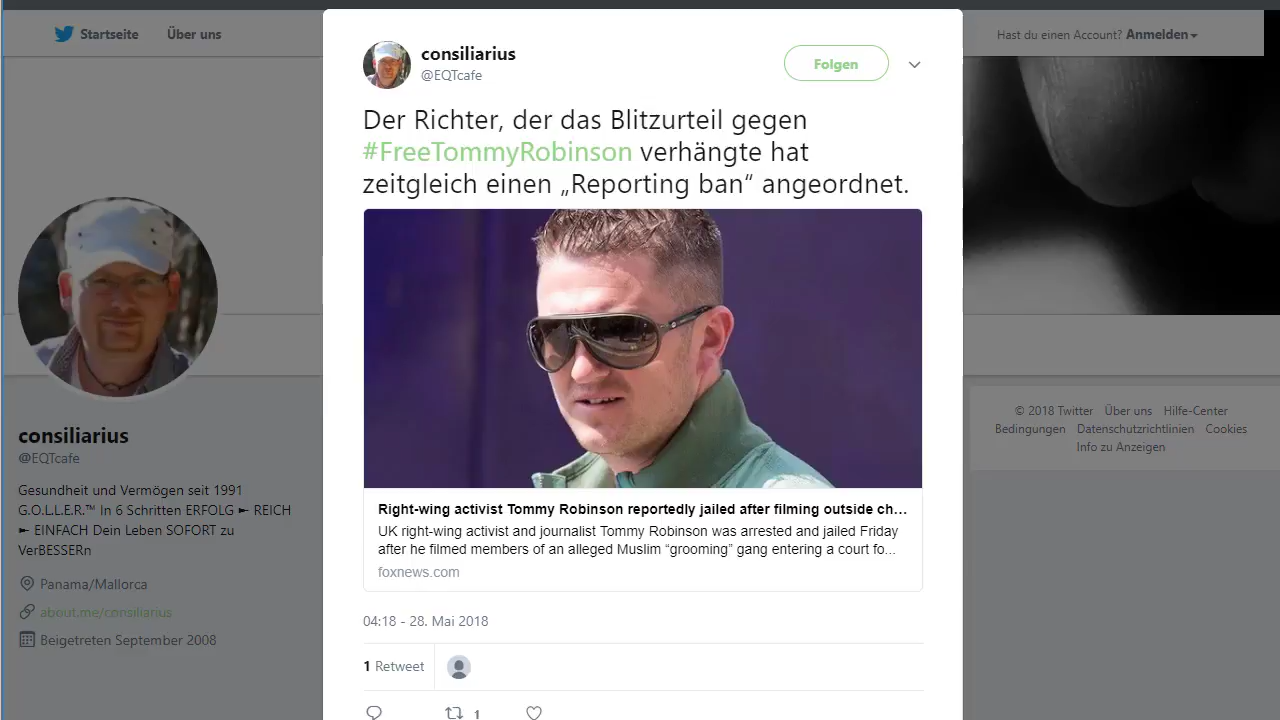 Startseite
Über uns
Hast du einen Account? Anmelden
consiliarius
@EQTcafe
Folgen
Der Richter, der das Blitzurteil gegen
#FreeTommyRobinson verhängte hat
zeitgleich einen „Reporting ban“ angeordnet.
Right-wing activist Tommy Robinson reportedly jailed after filming outside ch...
UK right-wing activist and journalist Tommy Robinson was arrested and jailed Friday
after he filmed members of an alleged Muslim “grooming” gang entering a court fo...
foxnews.com
04:18 - 28. Mai 2018
1 Retweet
1
consiliarius
@EQTcafe
Gesundheit und Vermögen seit 1991
G.O.L.L.E.R.™ In 6 Schritten ERFOLG ► REICH
► EINFACH Dein Leben SOFORT zu
VerBESSERn
Panama/Mallorca
about.me/consiliarius
Beigetreten September 2008
© 2018 Twitter Über uns Hilfe-Center
Bedingungen Datenschutzrichtlinien Cookies
Info zu Anzeigen